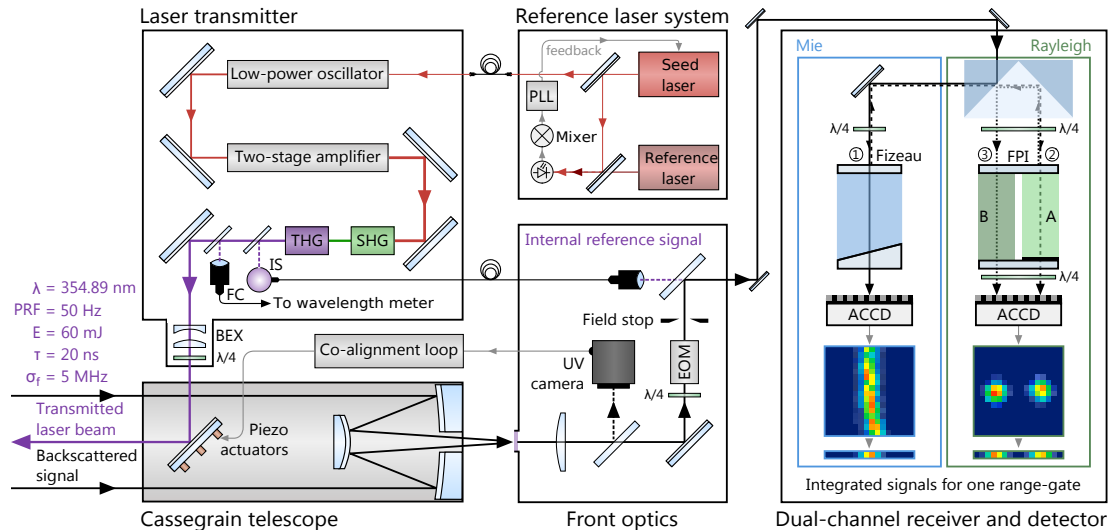 Laser transmitter
Low-power oscillator
Two-stage amplifier
THG
SHG
IS
FC
To wavelength meter
BEX
λ/4
λ = 354.89 nm
PRF = 50 Hz
E = 60 mJ
τ = 20 ns
σf = 5 MHz
Transmitted
laser beam
Backscattered
signal
Co-alignment loop
Piezo
actuators
Cassegrain telescope
Reference laser system
feedback
Seed
laser
PLL
Mixer
Reference
laser
Internal reference signal
Field stop
UV
camera
EOM
λ/4
Front optics
Mie
Rayleigh
λ/4
λ/4
① Fizeau
③ FPI ②
B
A
λ/4
ACCD
ACCD
Integrated signals for one range-gate
Dual-channel receiver and detector